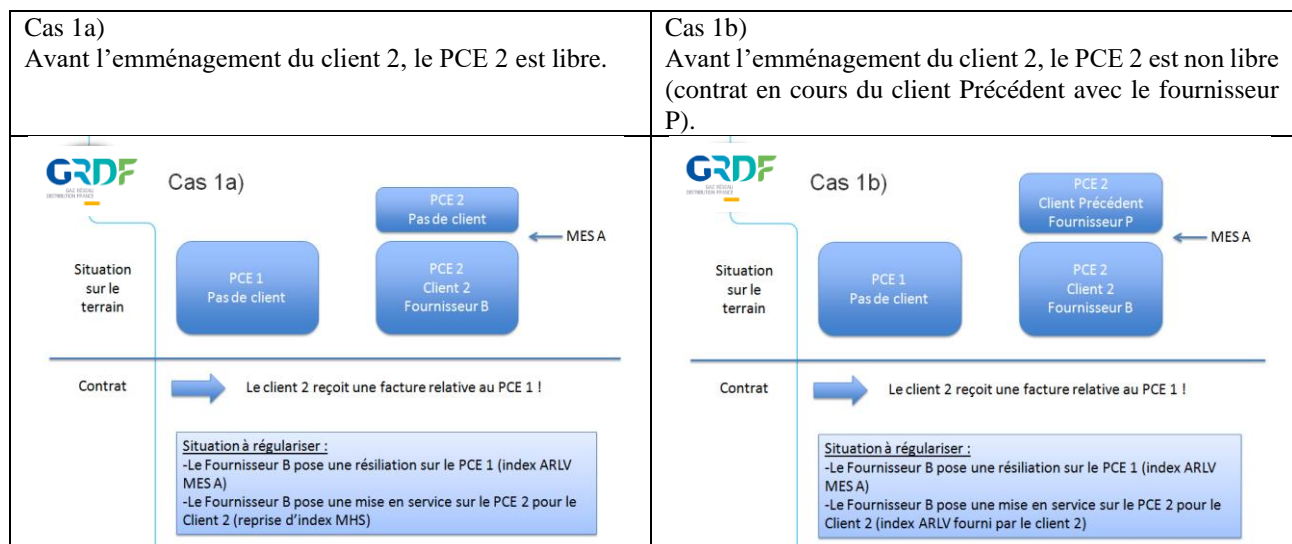 Cas 1a)
Avant l’emménagement du client 2, le PCE 2 est libre.
Cas 1b)
Avant l’emménagement du client 2, le PCE 2 est non libre
(contrat en cours du client Précédent avec le fournisseur
P).
GRDF
GAZ RÉSEAU
DISTRIBUTION FRANCE
Cas 1a)
PCE 2
Pas de client
MES A
Situation
sur le
terrain
PCE 1
Pas de client
PCE 2
Client 2
Fournisseur B
Contrat
Le client 2 reçoit une facture relative au PCE 1 !
Situation à régulariser :
-Le Fournisseur B pose une résiliation sur le PCE 1 (index ARLV
MES A)
-Le Fournisseur B pose une mise en service sur le PCE 2 pour le
Client 2 (reprise d’index MHS)
GRDF
GAZ RÉSEAU
DISTRIBUTION FRANCE
Cas 1b)
PCE 2
Client Précédent
Fournisseur P
MES A
Situation
sur le
terrain
PCE 1
Pas de client
PCE 2
Client 2
Fournisseur B
Contrat
Le client 2 reçoit une facture relative au PCE 1 !
Situation à régulariser :
-Le Fournisseur B pose une résiliation sur le PCE 1 (index ARLV
MES A)
-Le Fournisseur B pose une mise en service sur le PCE 2 pour le
Client 2 (index ARLV fourni par le client 2)